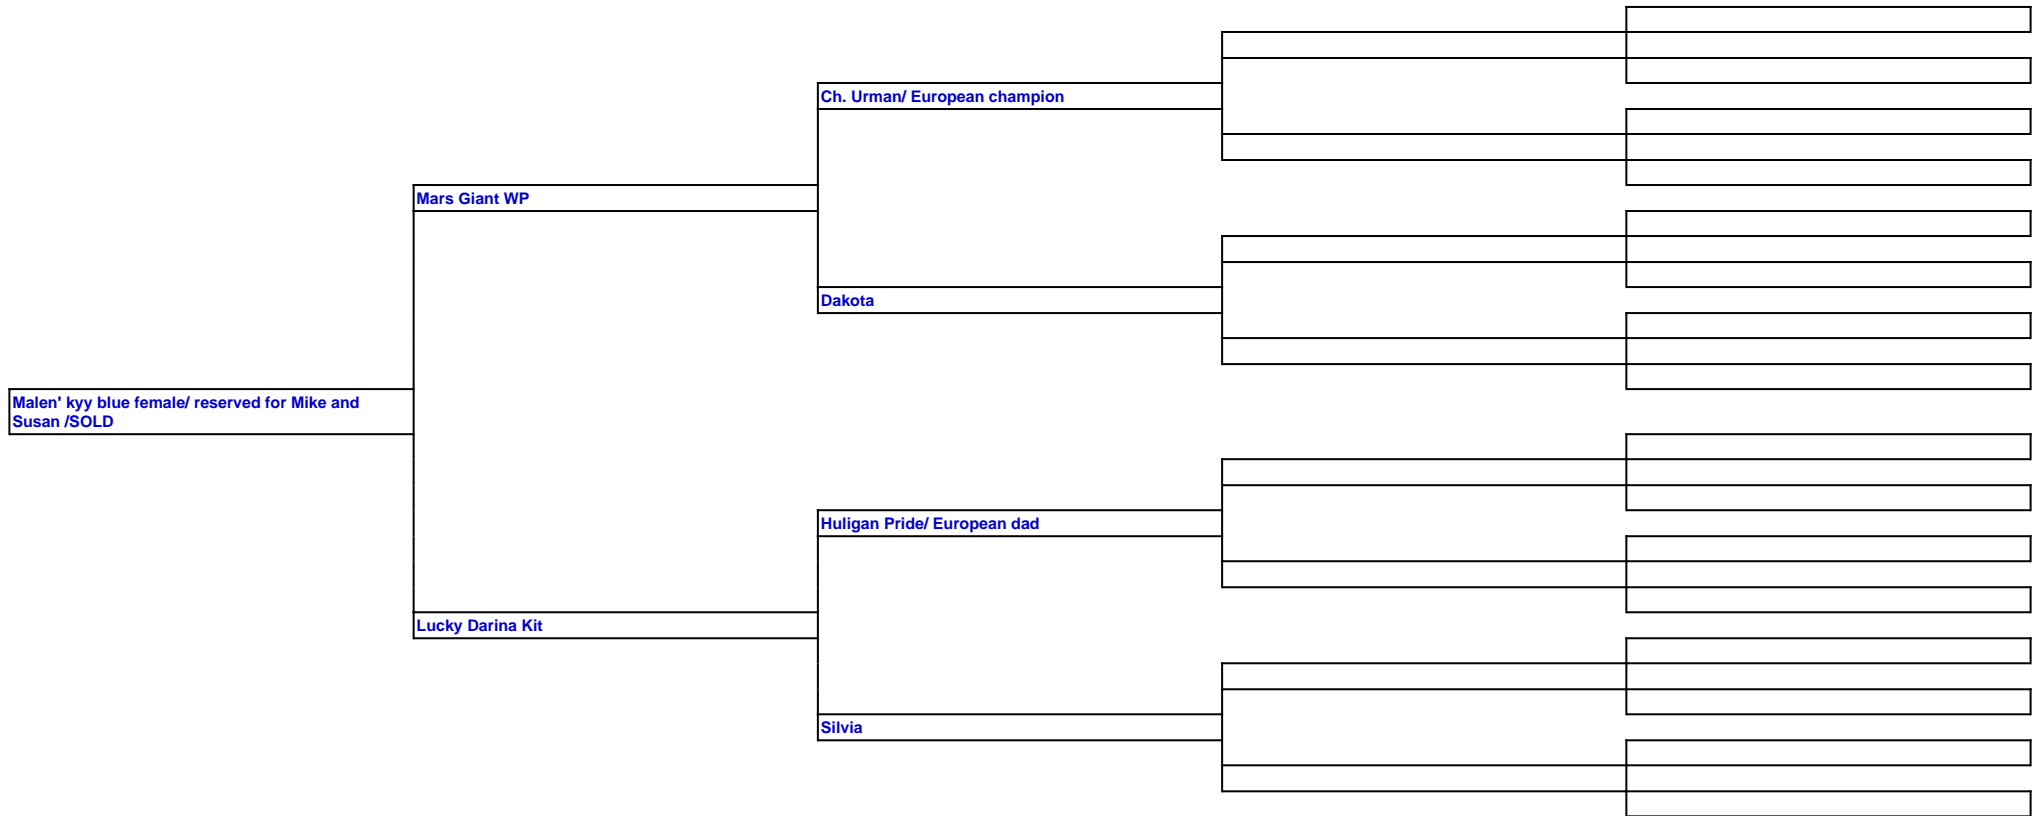 Ch. Urman/ European champion
Mars Giant WP
Dakota
Malen' kyy blue female/ reserved for Mike and
Susan /SOLD
Huligan Pride/ European dad
Lucky Darina Kit
Silvia